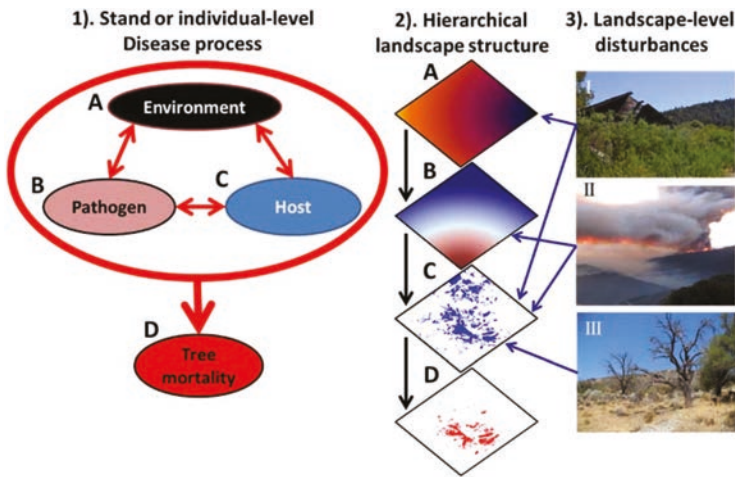 1). Stand or individual-level
Disease process
A
Environment
B
Pathogen
C
Host
D
Tree
mortality
2). Hierarchical
landscape structure
A
B
C
D
3). Landscape-level
disturbances
I
II
III